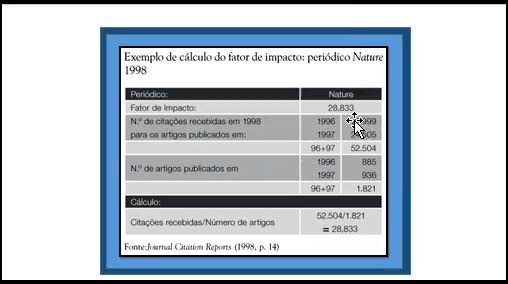 Exemplo de cálculo do fator de impacto: periódico Nature
1998
Periódico: Nature
Fator de Impacto: 28,833
N.º de citações recebidas em 1998 1996
para os artigos publicados em: 1997
96+97 52.504
N.º de artigos publicados em 1996 885
1997 936
96+97 1.821
Cálculo:
Citações recebidas/Número de artigos 52.504/1.821
= 28,833
Fonte:Journal Citation Reports (1998, p. 14)